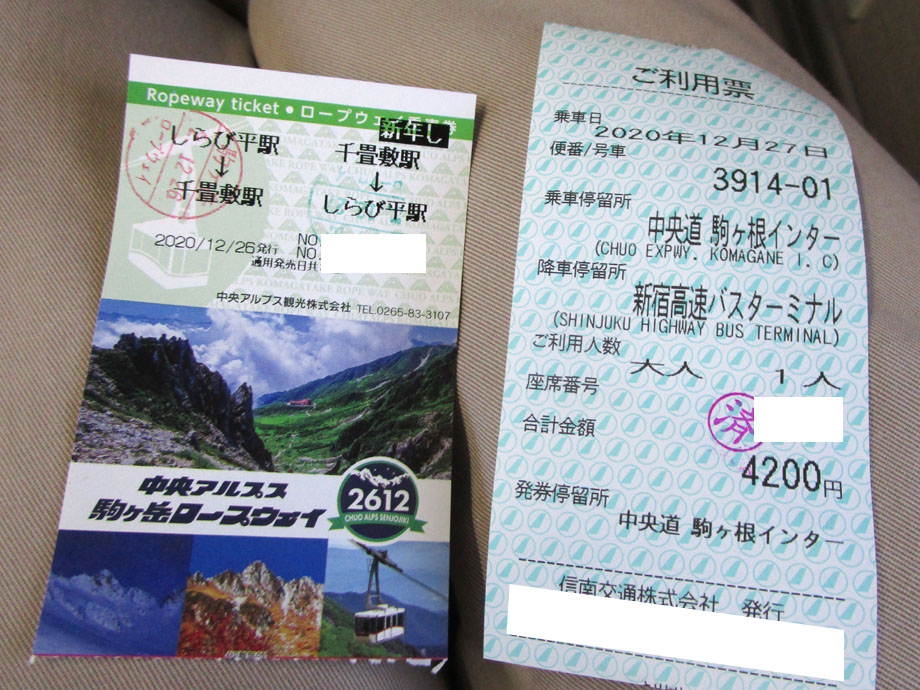 Ropeway ticket ● ロープウェイ乗車券
新年し
しらび平駅
↓
千畳敷駅
千畳敷駅
↓
しらび平駅
2020/12/26発行 NO.
NO.
通用発売日共
中央アルプス観光株式会社 TEL.0265-83-3107
中央アルプス
駒ヶ岳ロープウェイ
2612
CHUO ALPS SENJOJIKI
ご利用票
乗車日
2020年12月27日
便番/号車
3914-01
乗車停留所
中央道 駒ヶ根インター
(CHUO EXPWY. KOMAGANE I.C)
降車停留所
新宿高速バスターミナル
(SHINJUKU HIGHWAY BUS TERMINAL)
ご利用人数
大人 1人
座席番号
済
合計金額
4200円
発券停留所
中央道 駒ヶ根インター
信南交通株式会社 発行